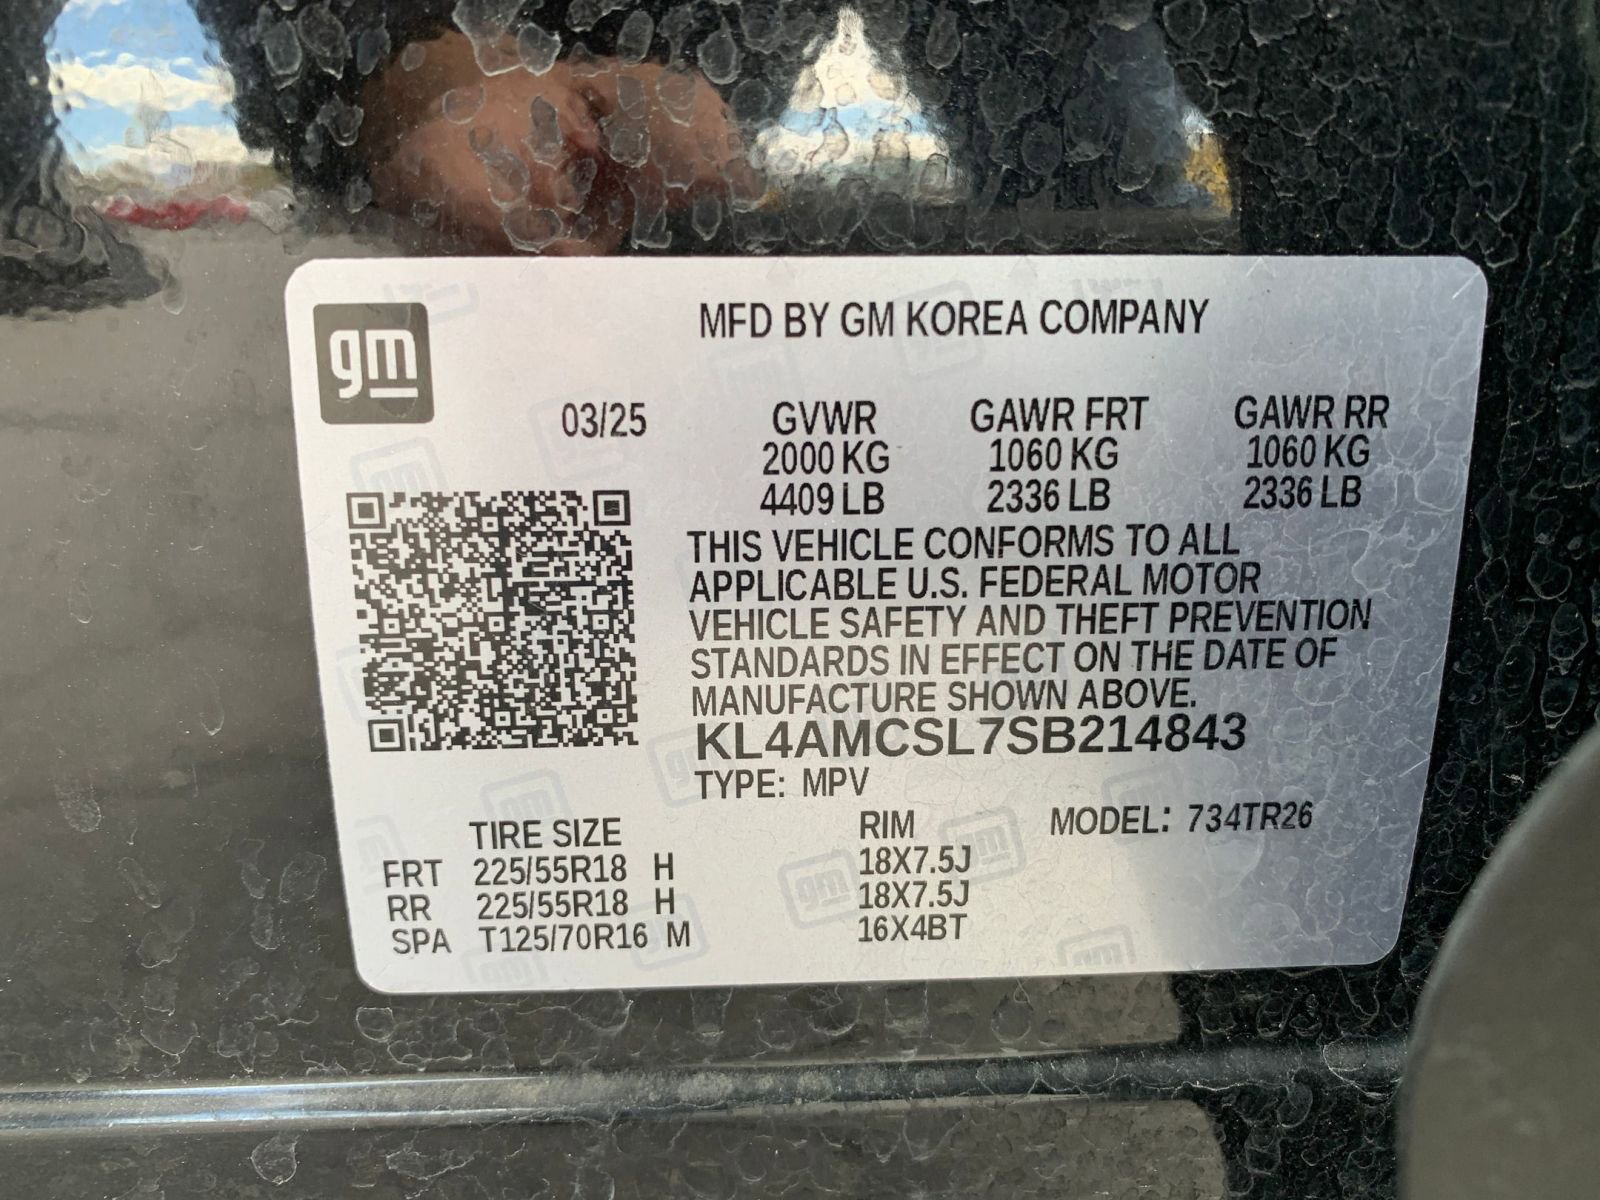 gm
MFD BY GM KOREA COMPANY
03/25 GVWR GAWR FRT GAWR RR
2000 KG 1060 KG 1060 KG
4409 LB 2336 LB 2336 LB
THIS VEHICLE CONFORMS TO ALL
APPLICABLE U.S. FEDERAL MOTOR
VEHICLE SAFETY AND THEFT PREVENTION
STANDARDS IN EFFECT ON THE DATE OF
MANUFACTURE SHOWN ABOVE.
KL4AMCSL7SB214843
TYPE: MPV
TIRE SIZE RIM MODEL: 734TR26
FRT 225/55R18 H 18X7.5J
RR 225/55R18 H 18X7.5J
SPA T125/70R16 M 16X4BT